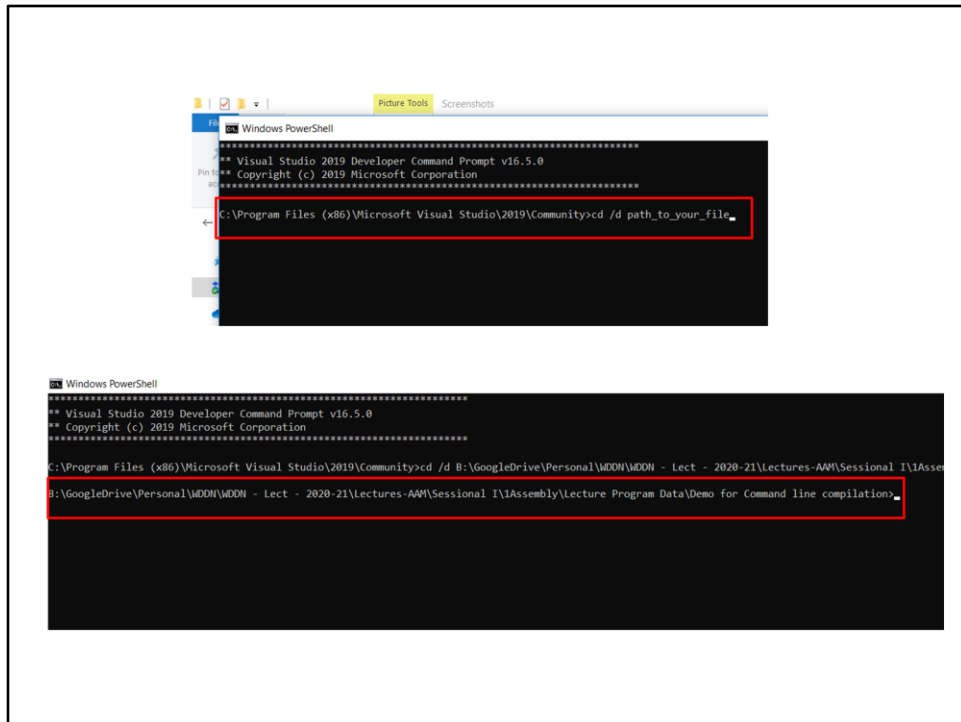 Picture Tools Screenshots
Fil
Windows PowerShell
**********************************************************************
** Visual Studio 2019 Developer Command Prompt v16.5.0
Pin to
** Copyright (c) 2019 Microsoft Corporation
**********************************************************************
C:\Program Files (x86)\Microsoft Visual Studio\2019\Community>cd /d path_to_your_file
Windows PowerShell
**********************************************************************
** Visual Studio 2019 Developer Command Prompt v16.5.0
** Copyright (c) 2019 Microsoft Corporation
**********************************************************************
C:\Program Files (x86)\Microsoft Visual Studio\2019\Community>cd /d B:\GoogleDrive\Personal\WDDN\WDDN - Lect - 2020-21\Lectures-AAM\Sessional I\1Assem
B:\GoogleDrive\Personal\WDDN\WDDN - Lect - 2020-21\Lectures-AAM\Sessional I\1Assembly\Lecture Program Data\Demo for Command line compilation>